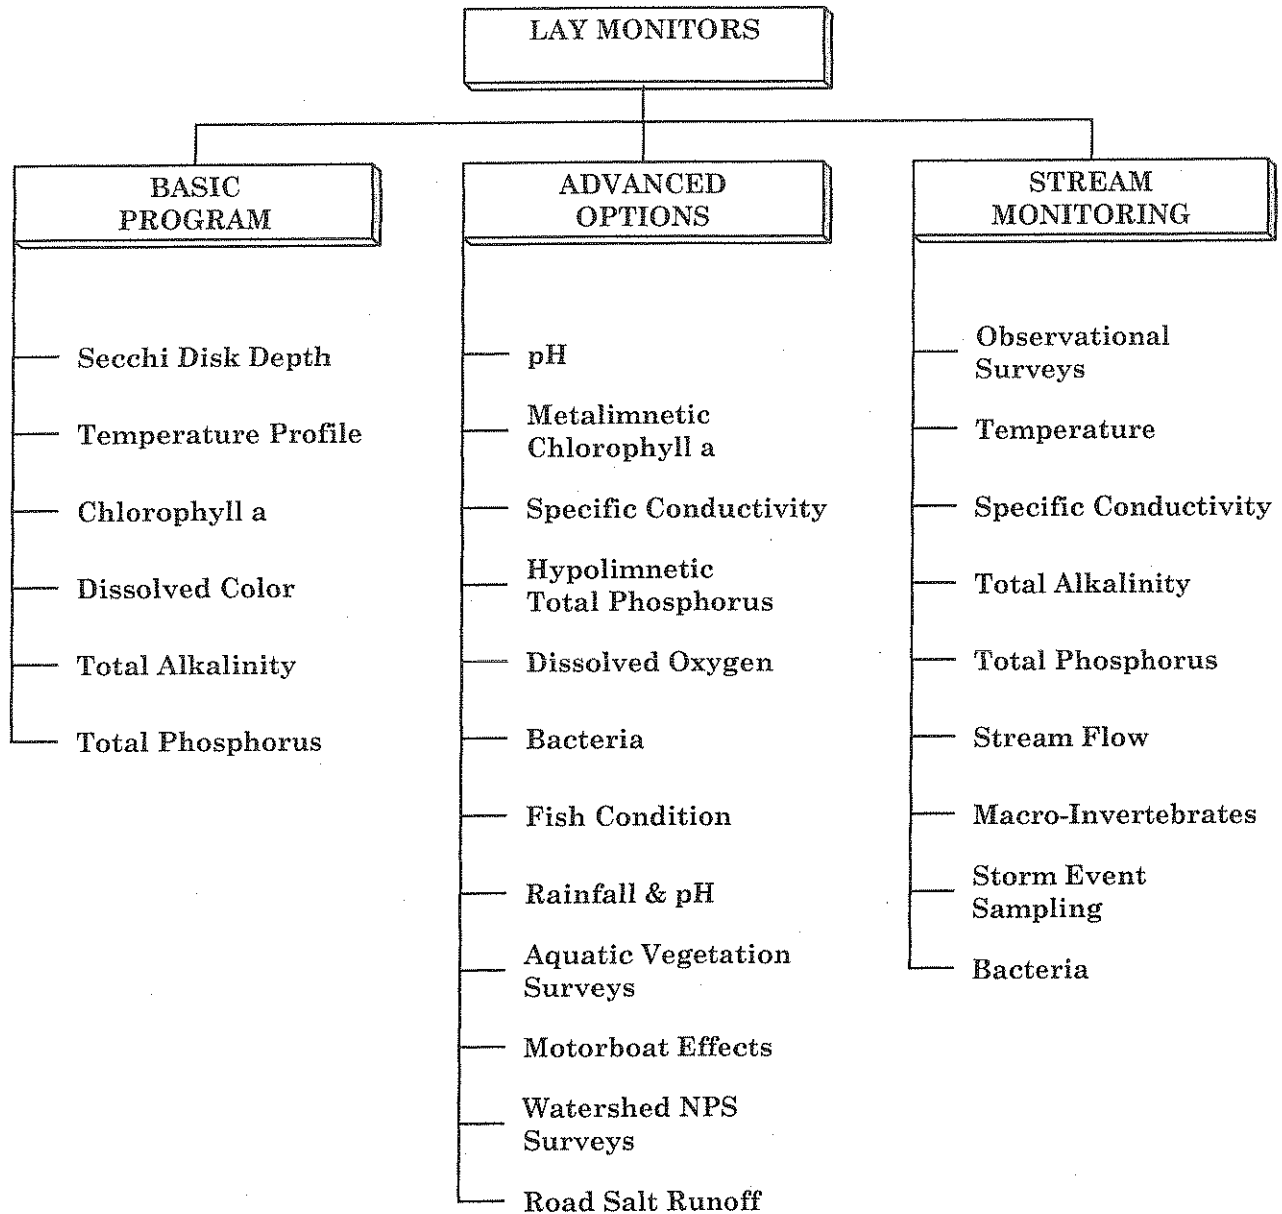 LAY MONITORS
BASIC
PROGRAM
Secchi Disk Depth
Temperature Profile
Chlorophyll a
Dissolved Color
Total Alkalinity
Total Phosphorus
ADVANCED
OPTIONS
pH
Metalimnetic
Chlorophyll a
Specific Conductivity
Hypolimnetic
Total Phosphorus
Dissolved Oxygen
Bacteria
Fish Condition
Rainfall & pH
Aquatic Vegetation
Surveys
Motorboat Effects
Watershed NPS
Surveys
Road Salt Runoff
STREAM
MONITORING
Observational
Surveys
Temperature
Specific Conductivity
Total Alkalinity
Total Phosphorus
Stream Flow
Macro-Invertebrates
Storm Event
Sampling
Bacteria